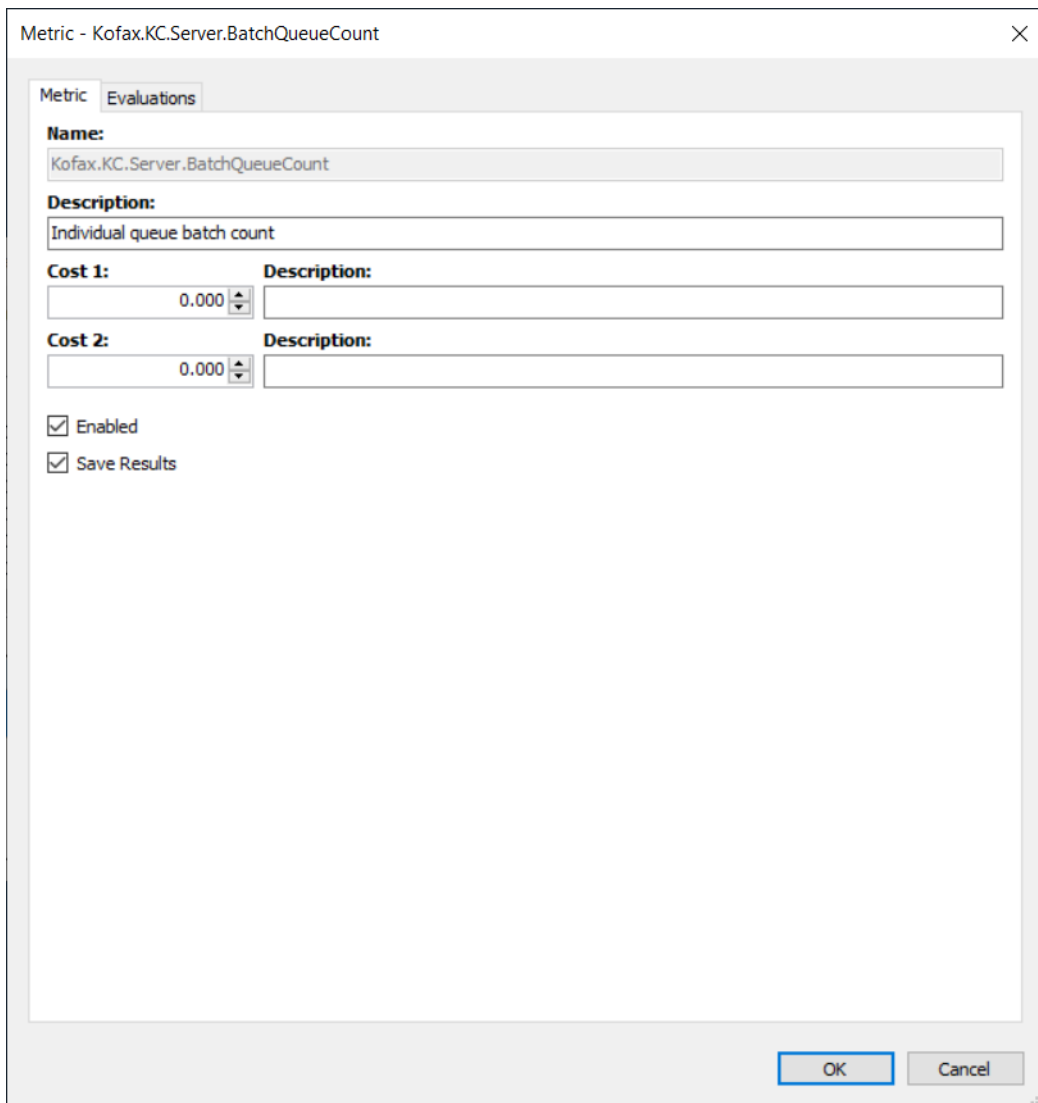 Metric - Kofax.KC.Server.BatchQueueCount
Metric Evaluations
Name:
Kofax.KC.Server.BatchQueueCount
Description:
Individual queue batch count
Cost 1: Description:
0.000
Cost 2: Description:
0.000
Enabled
Save Results
OK Cancel